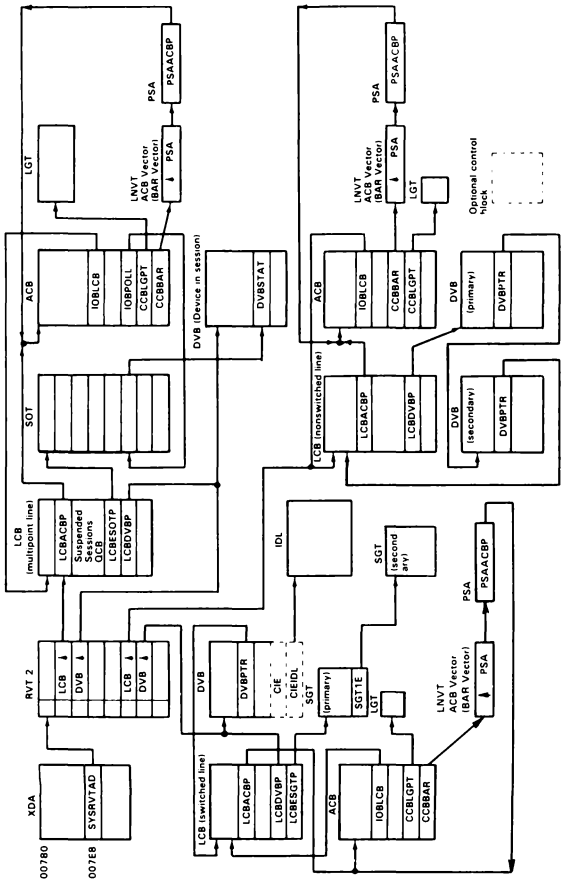 XDA
00780
007E8
SYSRVTAD
RVT 2
LCB
DVB
LCB
DVB
LCB
(multipoint line)
LCBACBP
Suspended
Sessions
QCB
LCBESOTP
LCBDVBP
SOT
ACB
IOBLCB
IOBPOLL
CCBLGPT
CCBBAR
LGT
LNVT
ACB Vector
(BAR Vector)
PSA
PSA
PSAACBP
DVB (Device in session)
DVBSTAT
LCB (switched line)
LCBACBP
LCBDVBP
LCBESGTP
DVB
DVBPTR
CIE
CIEIDL
IDL
SGT
(primary)
SGT1E
SGT
(second
ary)
ACB
IOBLCB
CCBLGPT
CCBBAR
LGT
LNVT
ACB Vector
(BAR Vector)
PSA
PSA
PSAACBP
LCB (nonswitched line)
LCBACBP
LCBDVBP
ACB
IOBLCB
CCBBAR
CCBLGPT
LNVT
ACB Vector
(BAR Vector)
PSA
LGT
PSA
PSAACBP
DVB
(secondary)
DVBPTR
DVB
(primary)
DVBPTR
Optional control
block